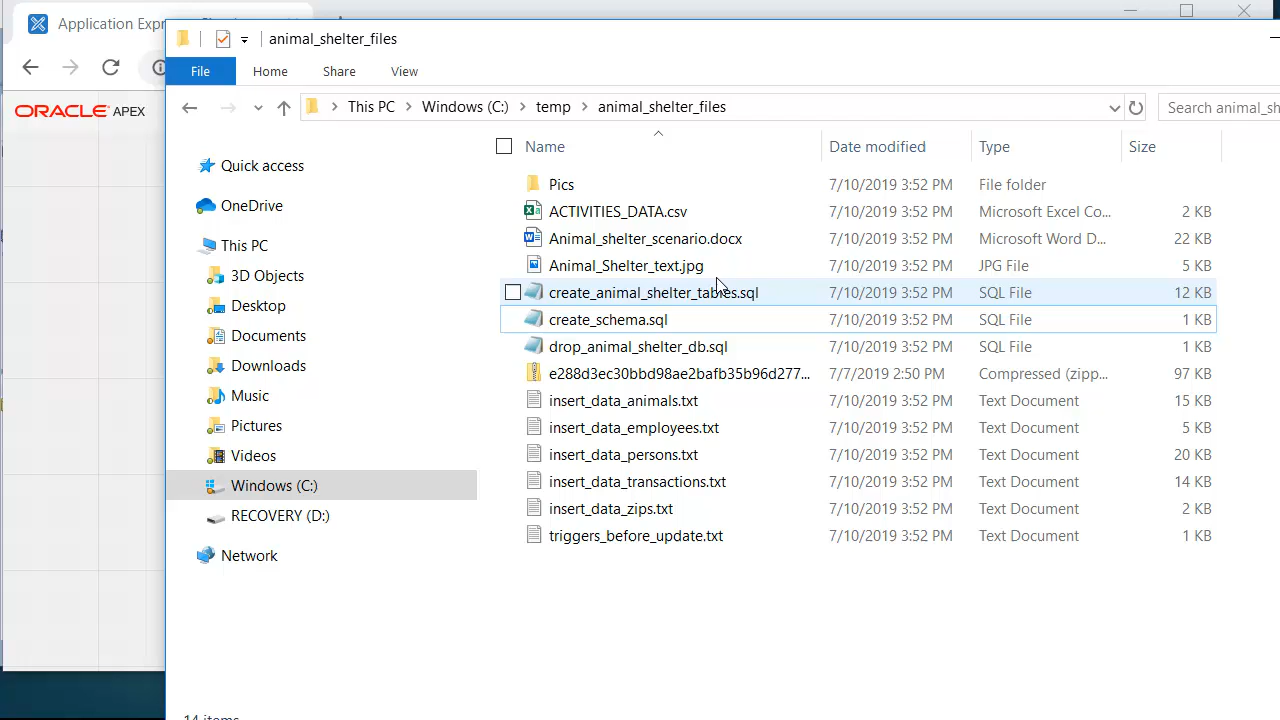 Application Expr
animal_shelter_files
File Home Share View
This PC Windows (C:) temp animal_shelter_files
Search animal_sh
ORACLE APEX
Name Date modified Type Size
Quick access
OneDrive
This PC
3D Objects
Desktop
Documents
Downloads
Music
Pictures
Videos
Windows (C:)
RECOVERY (D:)
Network
Pics 7/10/2019 3:52 PM File folder
ACTIVITIES_DATA.csv 7/10/2019 3:52 PM Microsoft Excel Co... 2 KB
Animal_shelter_scenario.docx 7/10/2019 3:52 PM Microsoft Word D... 22 KB
Animal_Shelter_text.jpg 7/10/2019 3:52 PM JPG File 5 KB
create_animal_shelter_tables.sql 7/10/2019 3:52 PM SQL File 12 KB
create_schema.sql 7/10/2019 3:52 PM SQL File 1 KB
drop_animal_shelter_db.sql 7/10/2019 3:52 PM SQL File 1 KB
e288d3ec30bbd98ae2bafb35b96d277... 7/7/2019 2:50 PM Compressed (zipp... 97 KB
insert_data_animals.txt 7/10/2019 3:52 PM Text Document 15 KB
insert_data_employees.txt 7/10/2019 3:52 PM Text Document 5 KB
insert_data_persons.txt 7/10/2019 3:52 PM Text Document 20 KB
insert_data_transactions.txt 7/10/2019 3:52 PM Text Document 14 KB
insert_data_zips.txt 7/10/2019 3:52 PM Text Document 2 KB
triggers_before_update.txt 7/10/2019 3:52 PM Text Document 1 KB
14 items